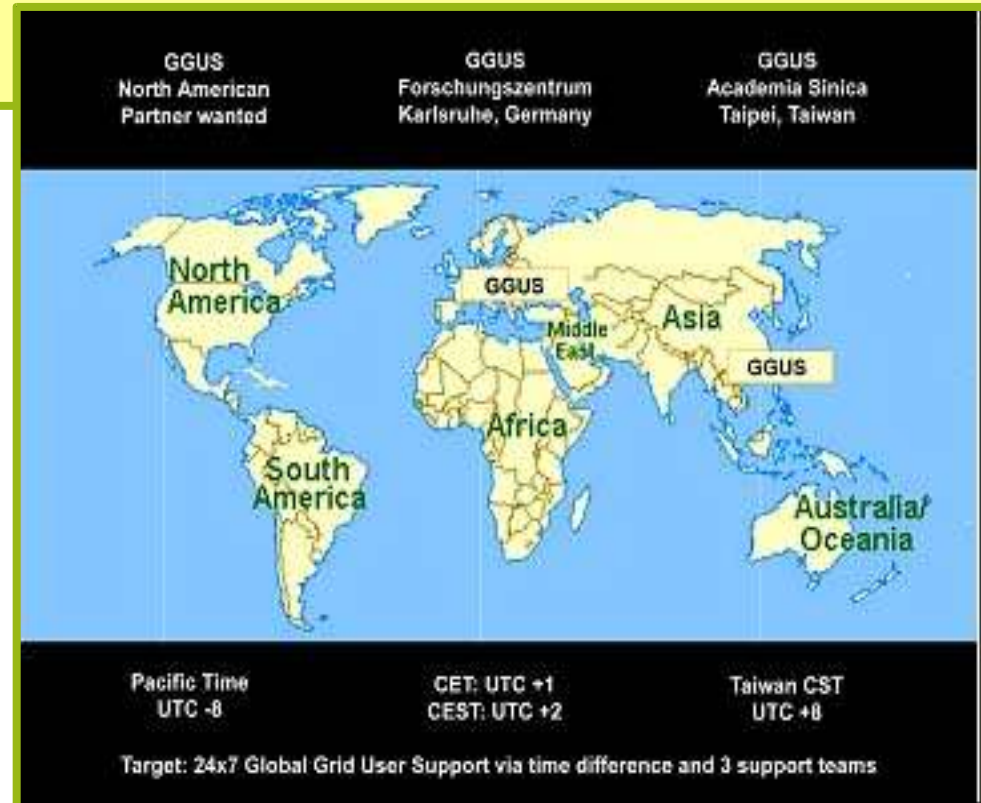 GGUS
North American
Partner wanted
GGUS
Forschungszentrum
Karlsruhe, Germany
GGUS
Academia Sinica
Taipei, Taiwan
North
America
GGUS
Middle
East
Asia
GGUS
Africa
South
America
Australia/
Oceania
Pacific Time
UTC -8
CET: UTC +1
CEST: UTC +2
Taiwan CST
UTC +8
Target: 24x7 Global Grid User Support via time difference and 3 support teams